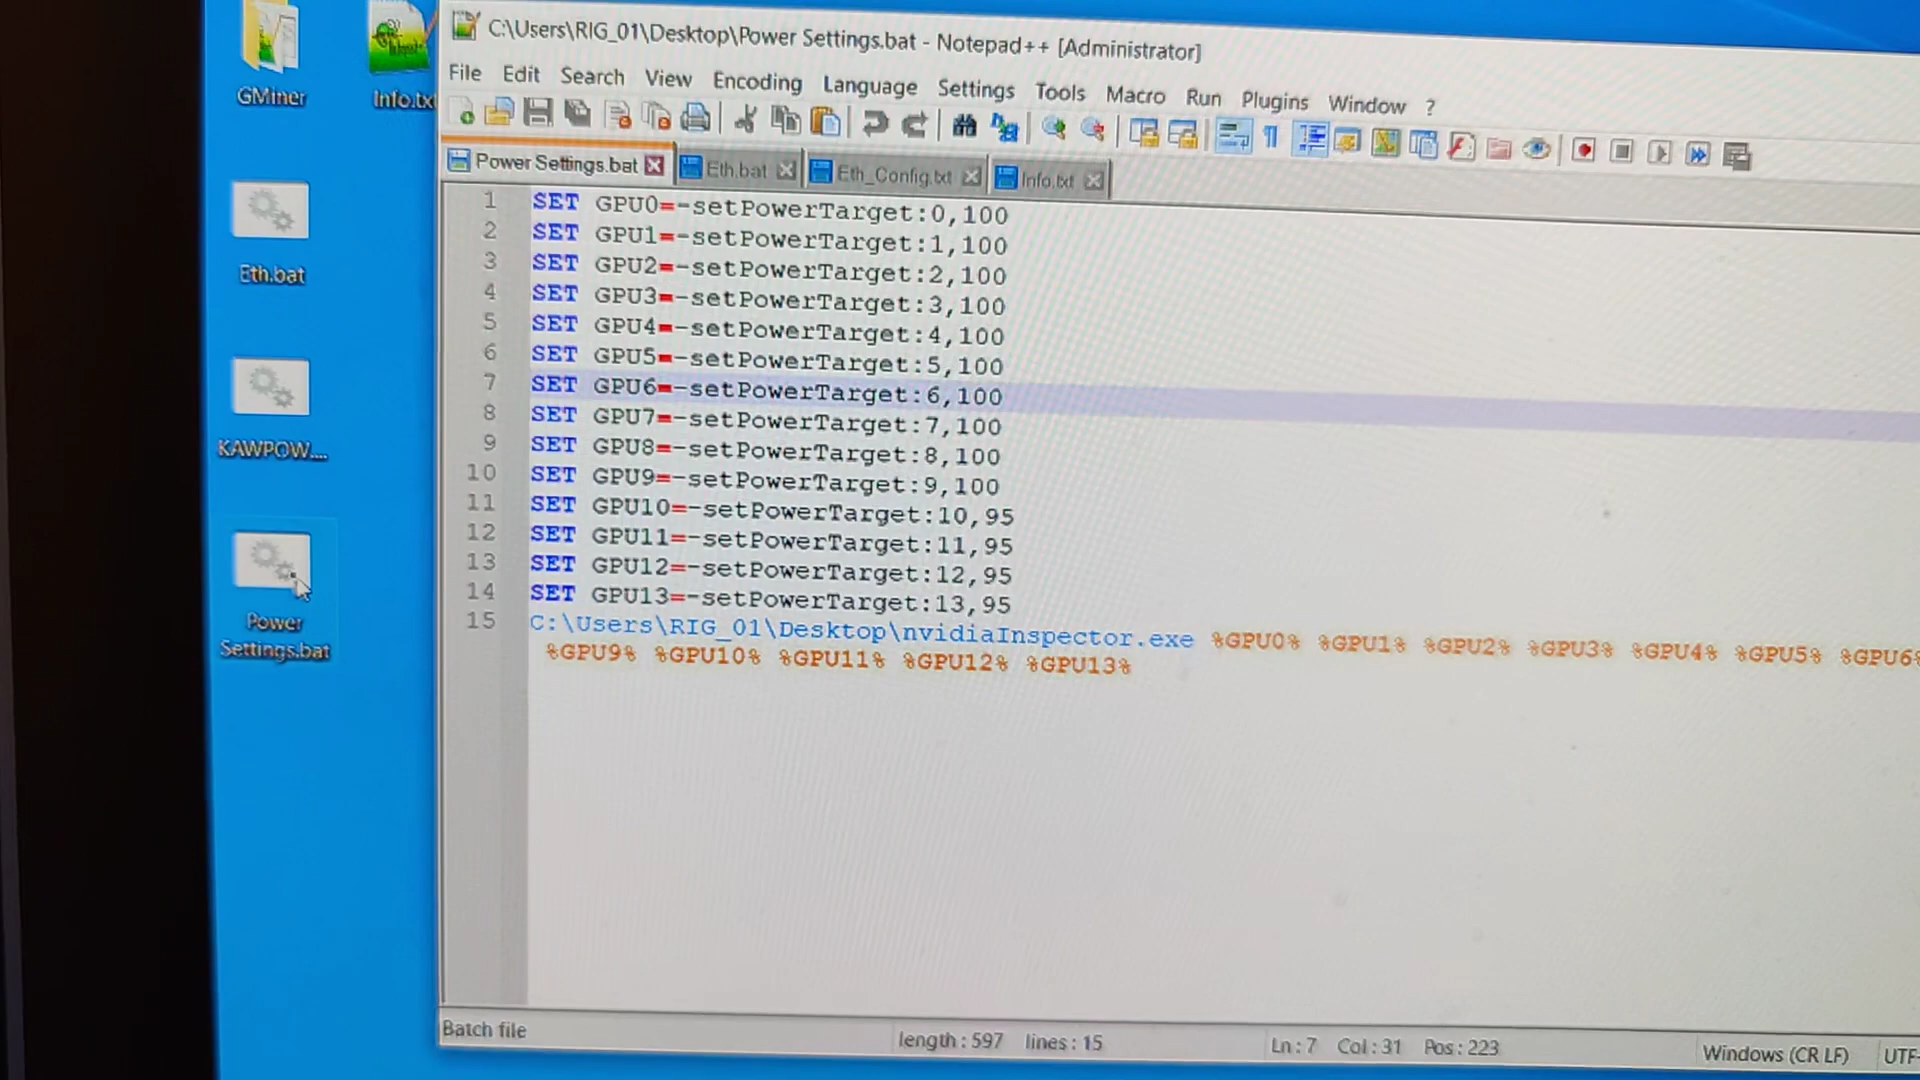 GMiner
Info.txt
Eth.bat
KAWPOW....
Power
Settings.bat
C:\Users\RIG_01\Desktop\Power Settings.bat - Notepad++ [Administrator]
File Edit Search View Encoding Language Settings Tools Macro Run Plugins Window ?
Power Settings.bat Eth.bat Eth_Config.txt Info.txt
1 SET GPU0=-setPowerTarget:0,100
2 SET GPU1=-setPowerTarget:1,100
3 SET GPU2=-setPowerTarget:2,100
4 SET GPU3=-setPowerTarget:3,100
5 SET GPU4=-setPowerTarget:4,100
6 SET GPU5=-setPowerTarget:5,100
7 SET GPU6=-setPowerTarget:6,100
8 SET GPU7=-setPowerTarget:7,100
9 SET GPU8=-setPowerTarget:8,100
10 SET GPU9=-setPowerTarget:9,100
11 SET GPU10=-setPowerTarget:10,95
12 SET GPU11=-setPowerTarget:11,95
13 SET GPU12=-setPowerTarget:12,95
14 SET GPU13=-setPowerTarget:13,95
15 C:\Users\RIG_01\Desktop\nvidiaInspector.exe %GPU0% %GPU1% %GPU2% %GPU3% %GPU4% %GPU5% %GPU6%
%GPU9% %GPU10% %GPU11% %GPU12% %GPU13%
Batch file length : 597 lines : 15 Ln : 7 Col : 31 Pos : 223 Windows (CR LF) UTF-